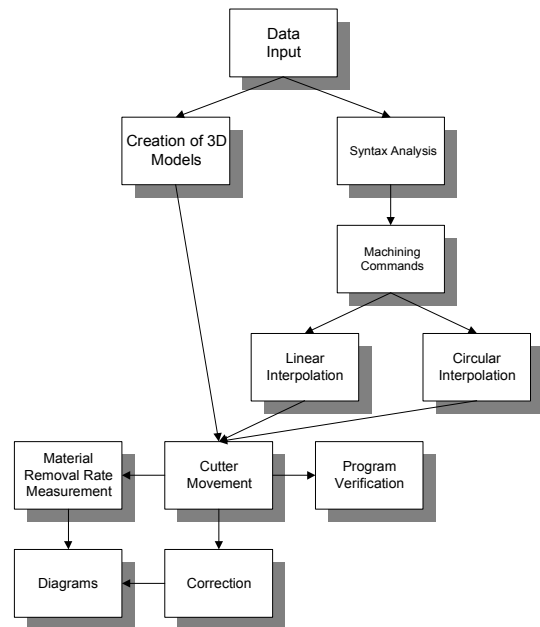 Data
Input
Creation of 3D
Models
Syntax Analysis
Machining
Commands
Linear
Interpolation
Circular
Interpolation
Material
Removal Rate
Measurement
Cutter
Movement
Program
Verification
Diagrams
Correction